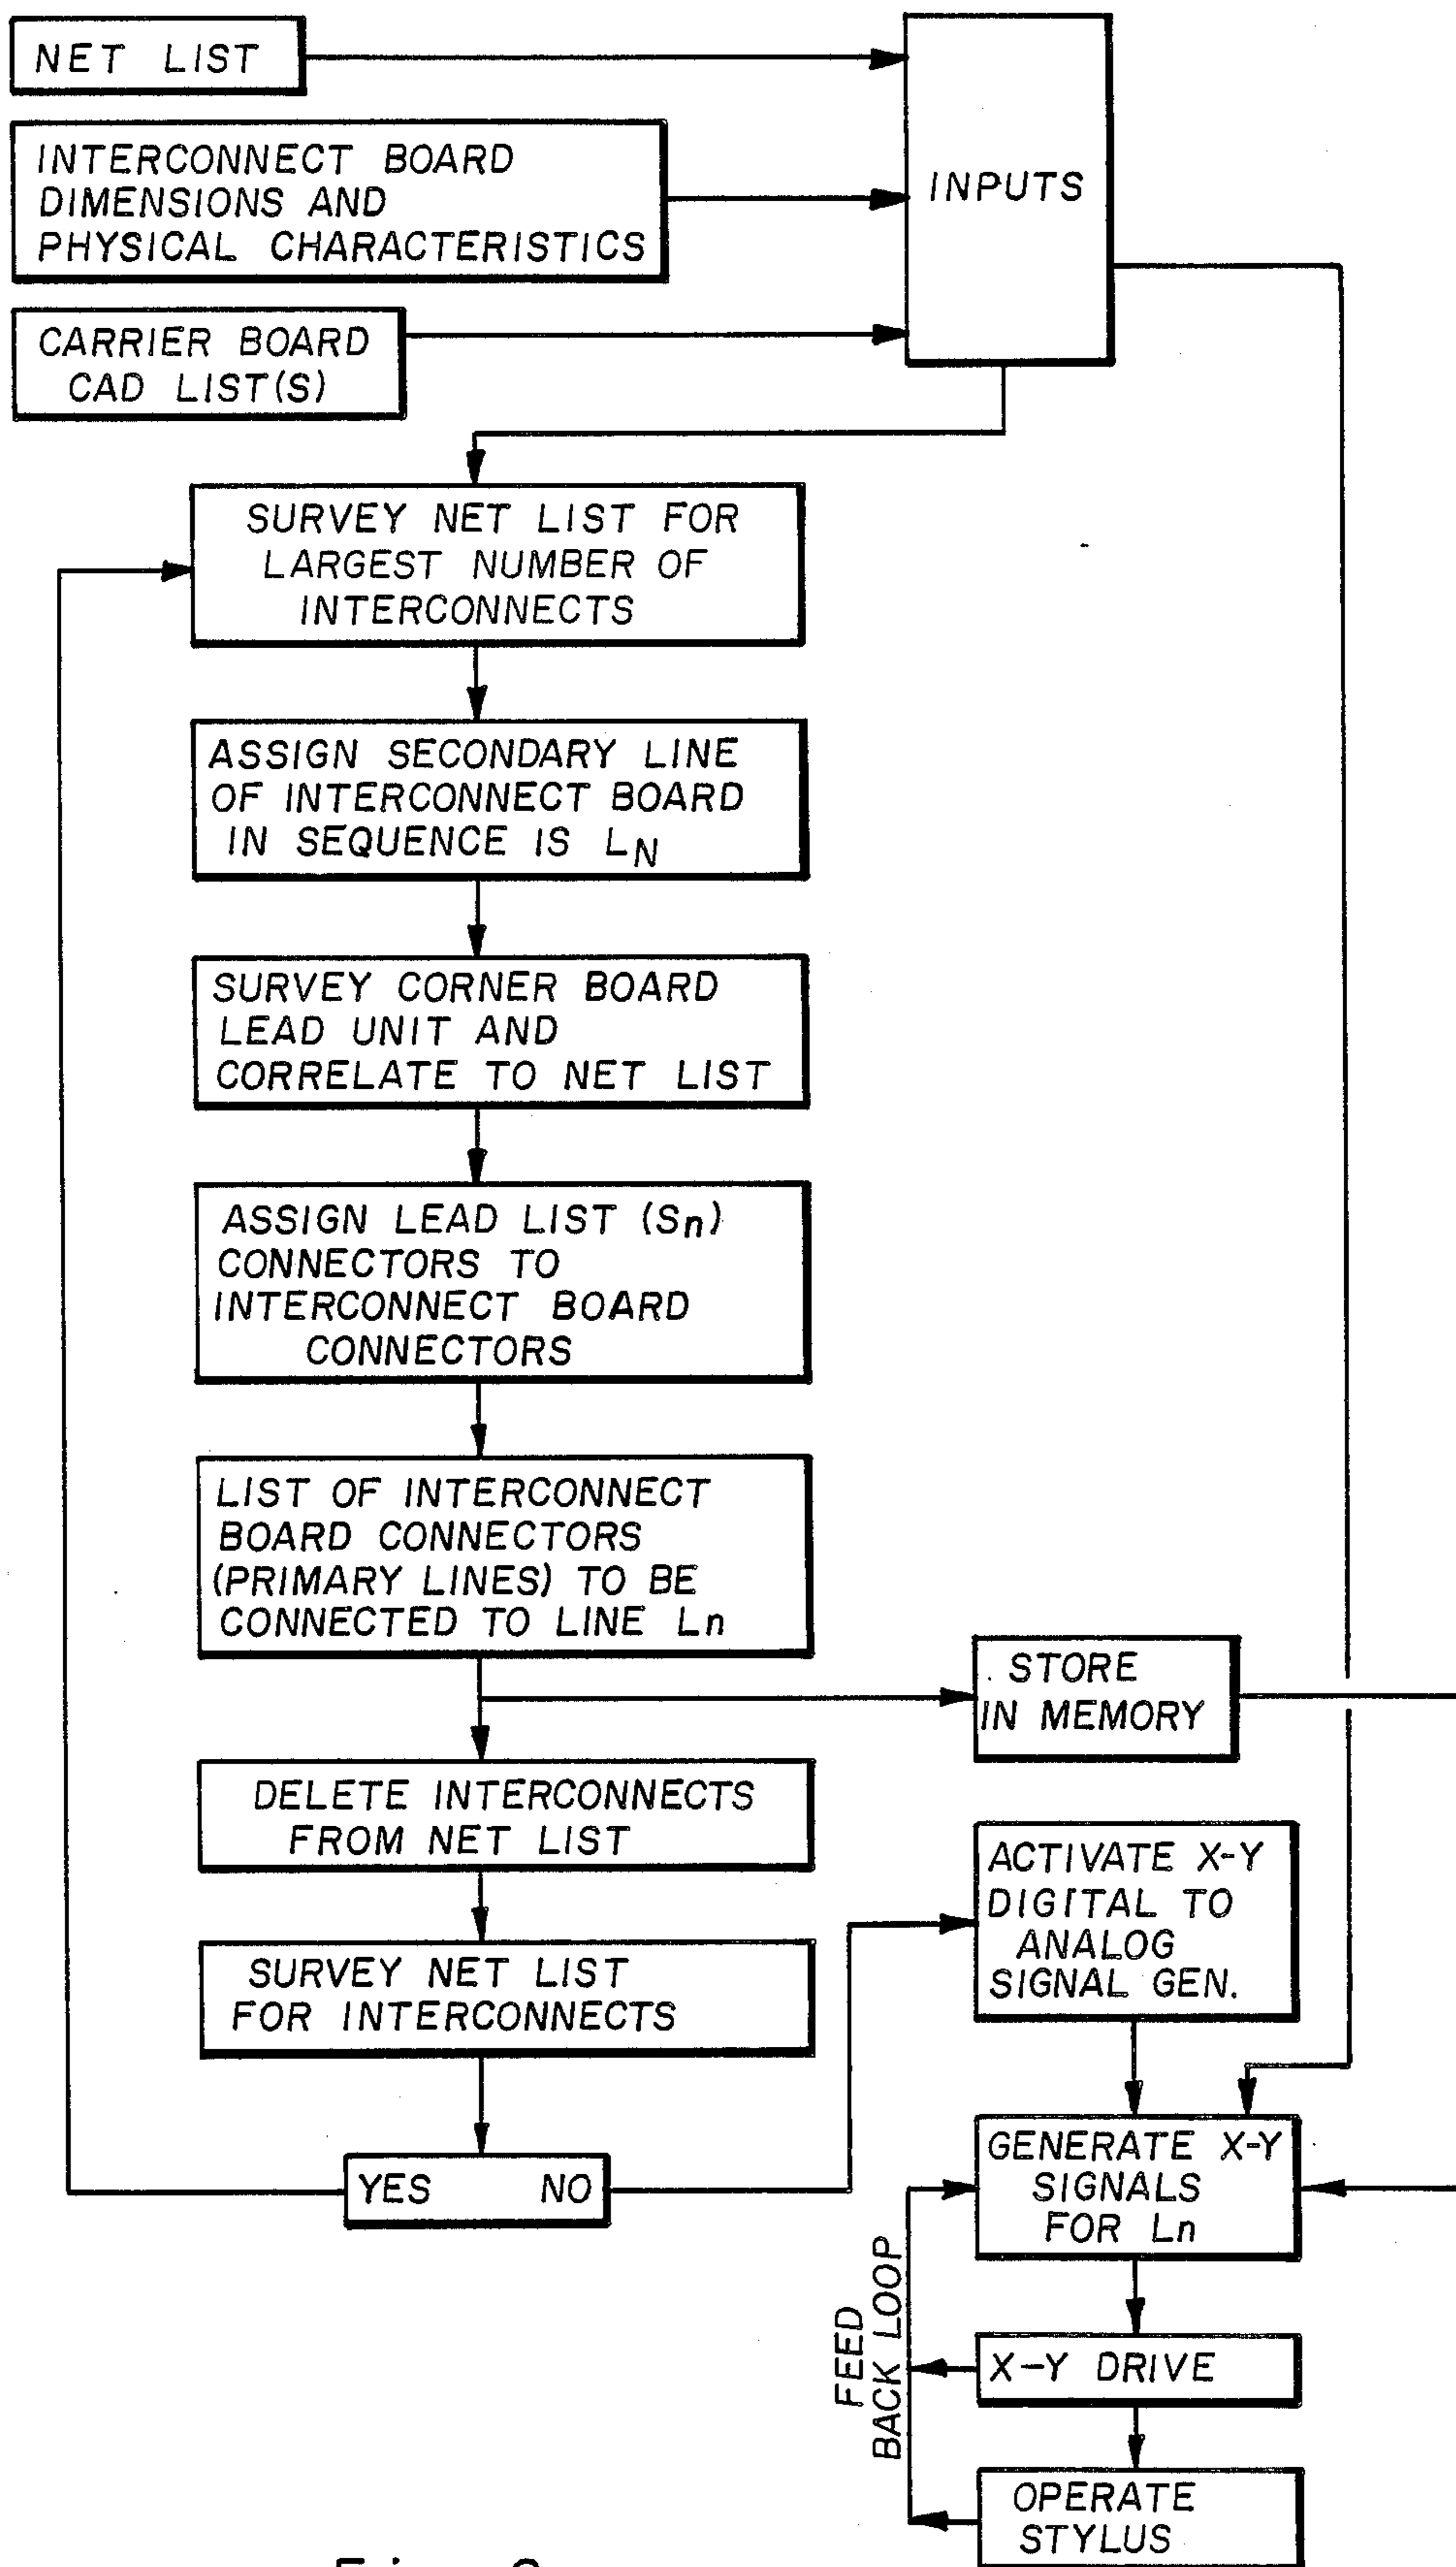 NET LIST
INTERCONNECT BOARD
DIMENSIONS AND
PHYSICAL CHARACTERISTICS
CARRIER BOARD
CAD LIST(S)
INPUTS
SURVEY NET LIST FOR
LARGEST NUMBER OF
INTERCONNECTS
ASSIGN SECONDARY LINE
OF INTERCONNECT BOARD
IN SEQUENCE IS LN
SURVEY CORNER BOARD
LEAD UNIT AND
CORRELATE TO NET LIST
ASSIGN LEAD LIST (Sn)
CONNECTORS TO
INTERCONNECT BOARD
CONNECTORS
LIST OF INTERCONNECT
BOARD CONNECTORS
(PRIMARY LINES) TO BE
CONNECTED TO LINE Ln
STORE
IN MEMORY
DELETE INTERCONNECTS
FROM NET LIST
SURVEY NET LIST
FOR INTERCONNECTS
YES NO
ACTIVATE X-Y
DIGITAL TO
ANALOG
SIGNAL GEN.
GENERATE X-Y
SIGNALS
FOR Ln
FEED
BACK LOOP
X-Y DRIVE
OPERATE
STYLUS